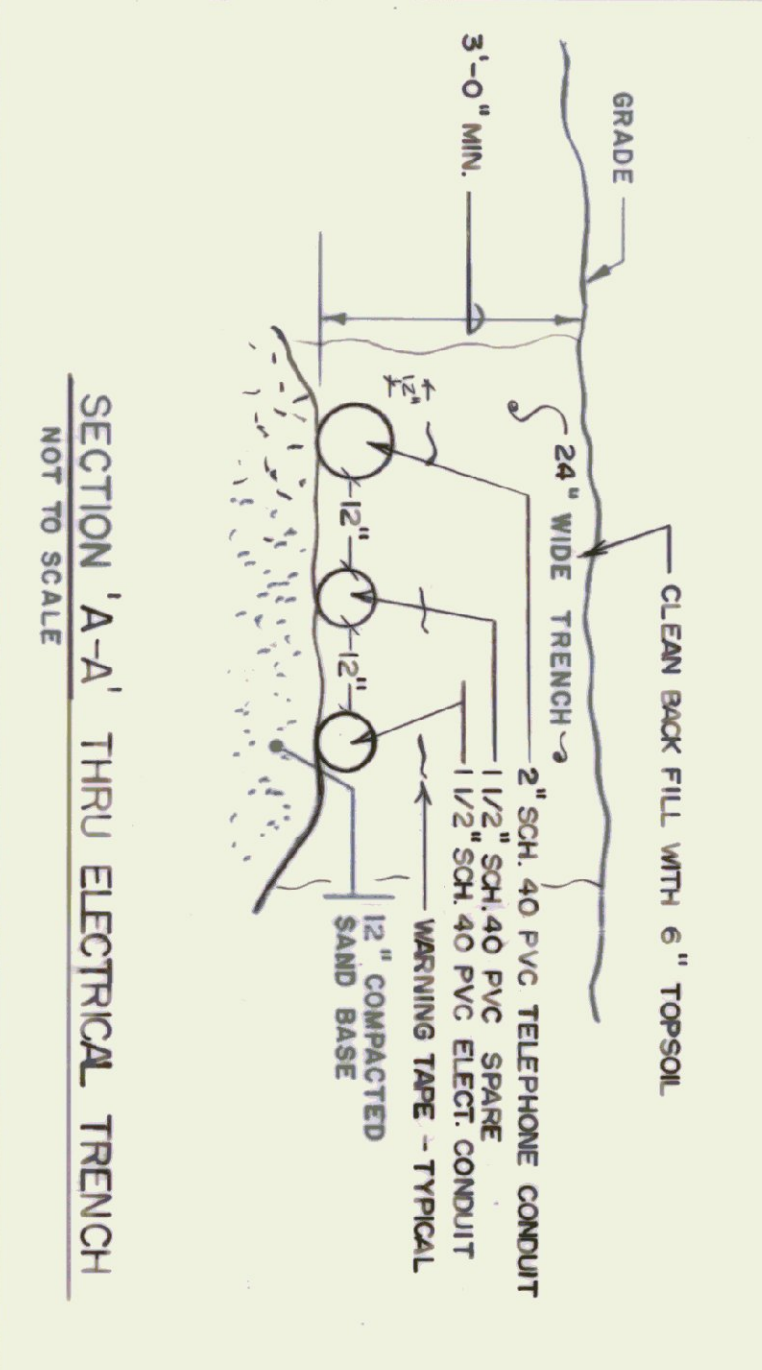 GRADE
CLEAN BACK FILL WITH 6" TOPSOIL
3'-0" MIN.
24" WIDE TRENCH
2" SCH. 40 PVC TELEPHONE CONDUIT
1 1/2" SCH. 40 PVC SPARE
1 1/2" SCH. 40 PVC ELECT. CONDUIT
12"
WARNING TAPE - TYPICAL
12"
12"
12" COMPACTED
SAND BASE
SECTION 'A-A' THRU ELECTRICAL TRENCH
NOT TO SCALE